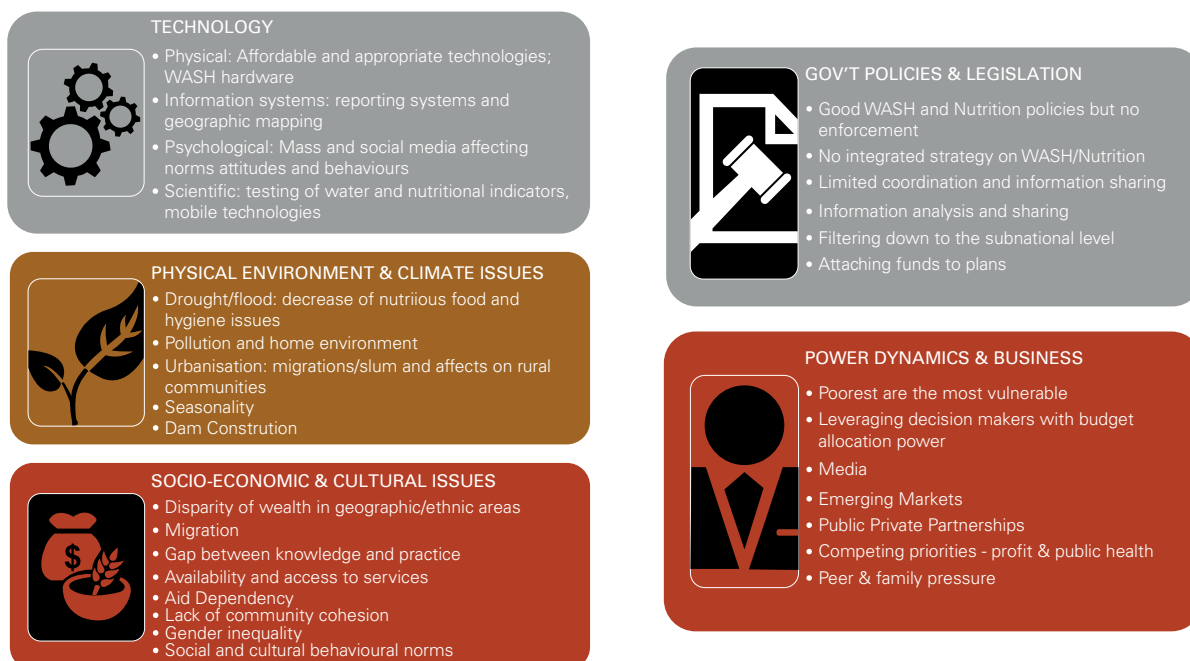 TECHNOLOGY
• Physical: Affordable and appropriate technologies;
WASH hardware
• Information systems: reporting systems and
geographic mapping
• Psychological: Mass and social media affecting
norms attitudes and behaviours
• Scientific: testing of water and nutritional indicators,
mobile technologies
PHYSICAL ENVIRONMENT & CLIMATE ISSUES
• Drought/flood: decrease of nutriious food and
hygiene issues
• Pollution and home environment
• Urbanisation: migrations/slum and affects on rural
communities
• Seasonality
• Dam Constrution
SOCIO-ECONOMIC & CULTURAL ISSUES
$
• Disparity of wealth in geographic/ethnic areas
• Migration
• Gap between knowledge and practice
• Availability and access to services
• Aid Dependency
• Lack of community cohesion
• Gender inequality
• Social and cultural behavioural norms
GOV'T POLICIES & LEGISLATION
• Good WASH and Nutrition policies but no
enforcement
• No integrated strategy on WASH/Nutrition
• Limited coordination and information sharing
• Information analysis and sharing
• Filtering down to the subnational level
• Attaching funds to plans
POWER DYNAMICS & BUSINESS
• Poorest are the most vulnerable
• Leveraging decision makers with budget
allocation power
• Media
• Emerging Markets
• Public Private Partnerships
• Competing priorities - profit & public health
• Peer & family pressure